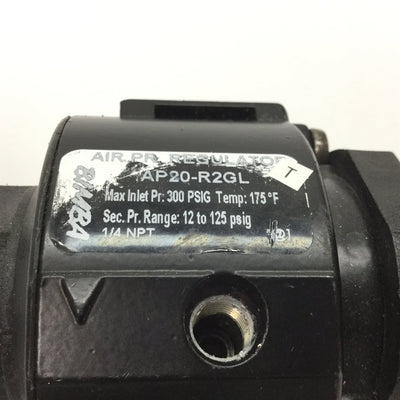 AIR PR. REGULATOR
AP20-R2GL
BIMBA
T
Max Inlet Pr: 300 PSIG Temp: 175 °F
Sec. Pr. Range: 12 to 125 psig
1/4 NPT